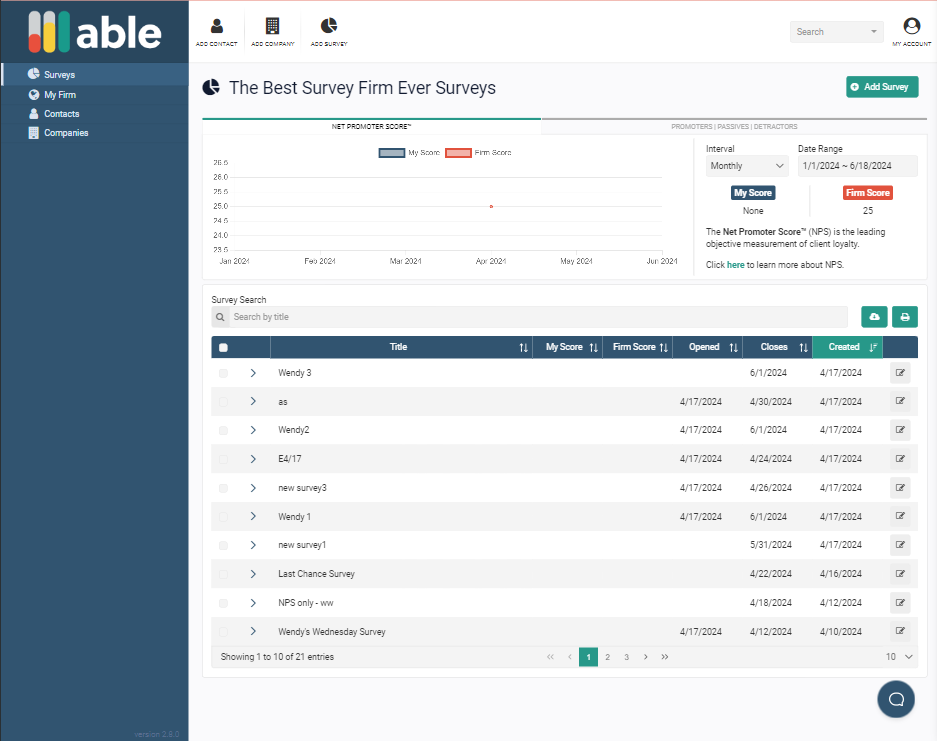 able
ADD CONTACT
ADD COMPANY
ADD SURVEY
Search
MY ACCOUNT
Surveys
My Firm
Contacts
Companies
The Best Survey Firm Ever Surveys
Add Survey
NET PROMOTER SCORE™
PROMOTERS | PASSIVES | DETRACTORS
My Score
Firm Score
26.5
26.0
25.5
25.0
24.5
24.0
23.5
Jan 2024
Feb 2024
Mar 2024
Apr 2024
May 2024
Jun 2024
Interval
Date Range
Monthly
1/1/2024 ~ 6/18/2024
My Score
Firm Score
None
25
The Net Promoter Score™ (NPS) is the leading
objective measurement of client loyalty.
Click here to learn more about NPS.
Survey Search
Search by title
Title My Score Firm Score Opened Closes Created
Wendy 3 6/1/2024 4/17/2024
as 4/17/2024 4/30/2024 4/17/2024
Wendy2 4/17/2024 6/1/2024 4/17/2024
E4/17 4/17/2024 4/24/2024 4/17/2024
new survey3 4/17/2024 4/26/2024 4/17/2024
Wendy 1 4/17/2024 6/1/2024 4/17/2024
new survey1 5/31/2024 4/17/2024
Last Chance Survey 4/22/2024 4/16/2024
NPS only - ww 4/18/2024 4/12/2024
Wendy's Wednesday Survey 4/17/2024 4/12/2024 4/10/2024
Showing 1 to 10 of 21 entries
« ‹ 1 2 3 › »
10
version 2.8.0